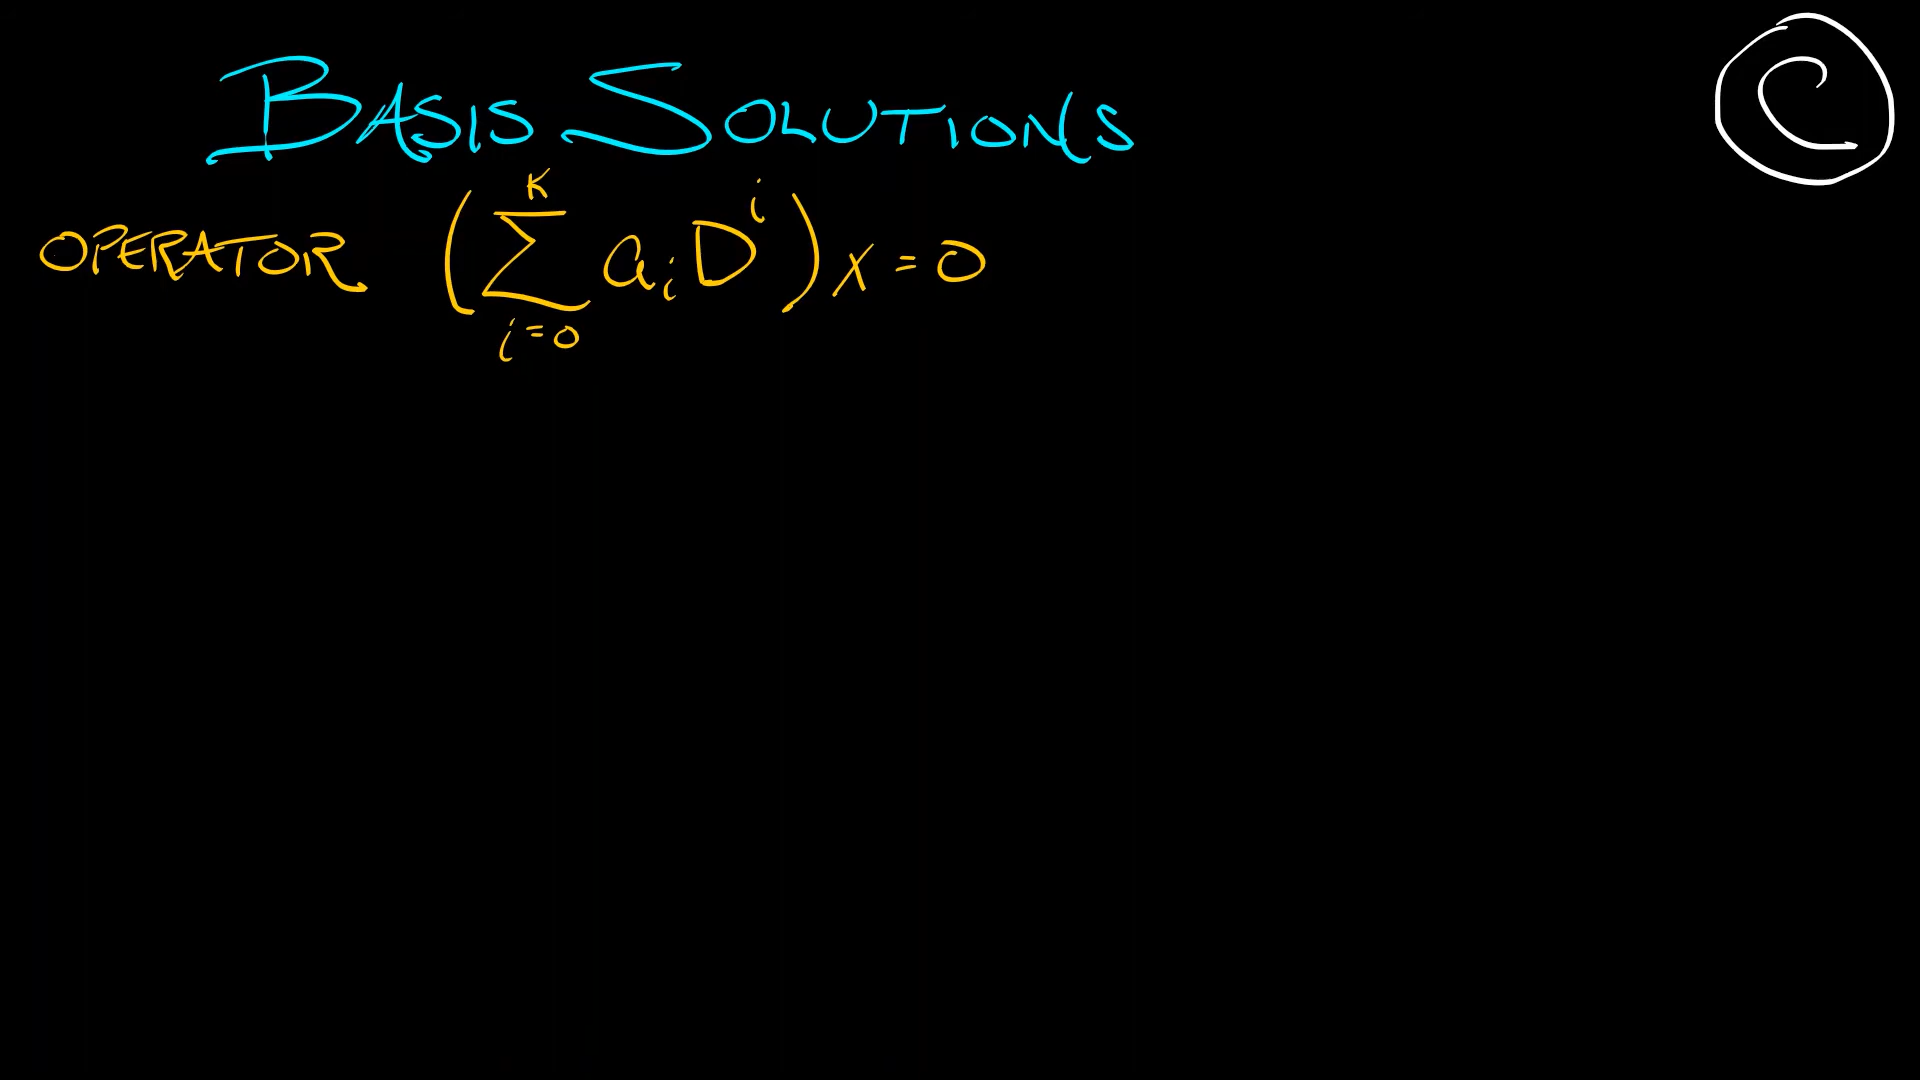 BASIS SOLUTIONS
C
OPERATOR (∑_{i=0}^{K} a_i D^i) x = 0